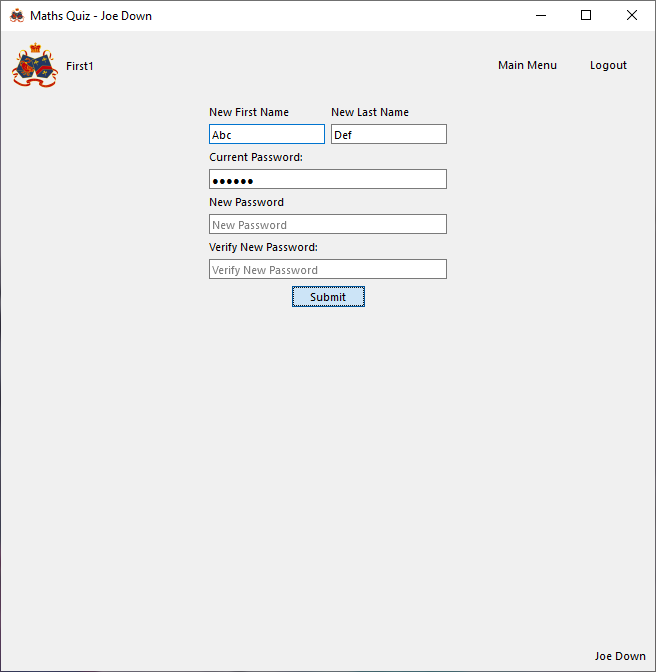 Maths Quiz - Joe Down
First1
Main Menu
Logout
New First Name
New Last Name
Abc
Def
Current Password:
●●●●●●
New Password
New Password
Verify New Password:
Verify New Password
Submit
Joe Down